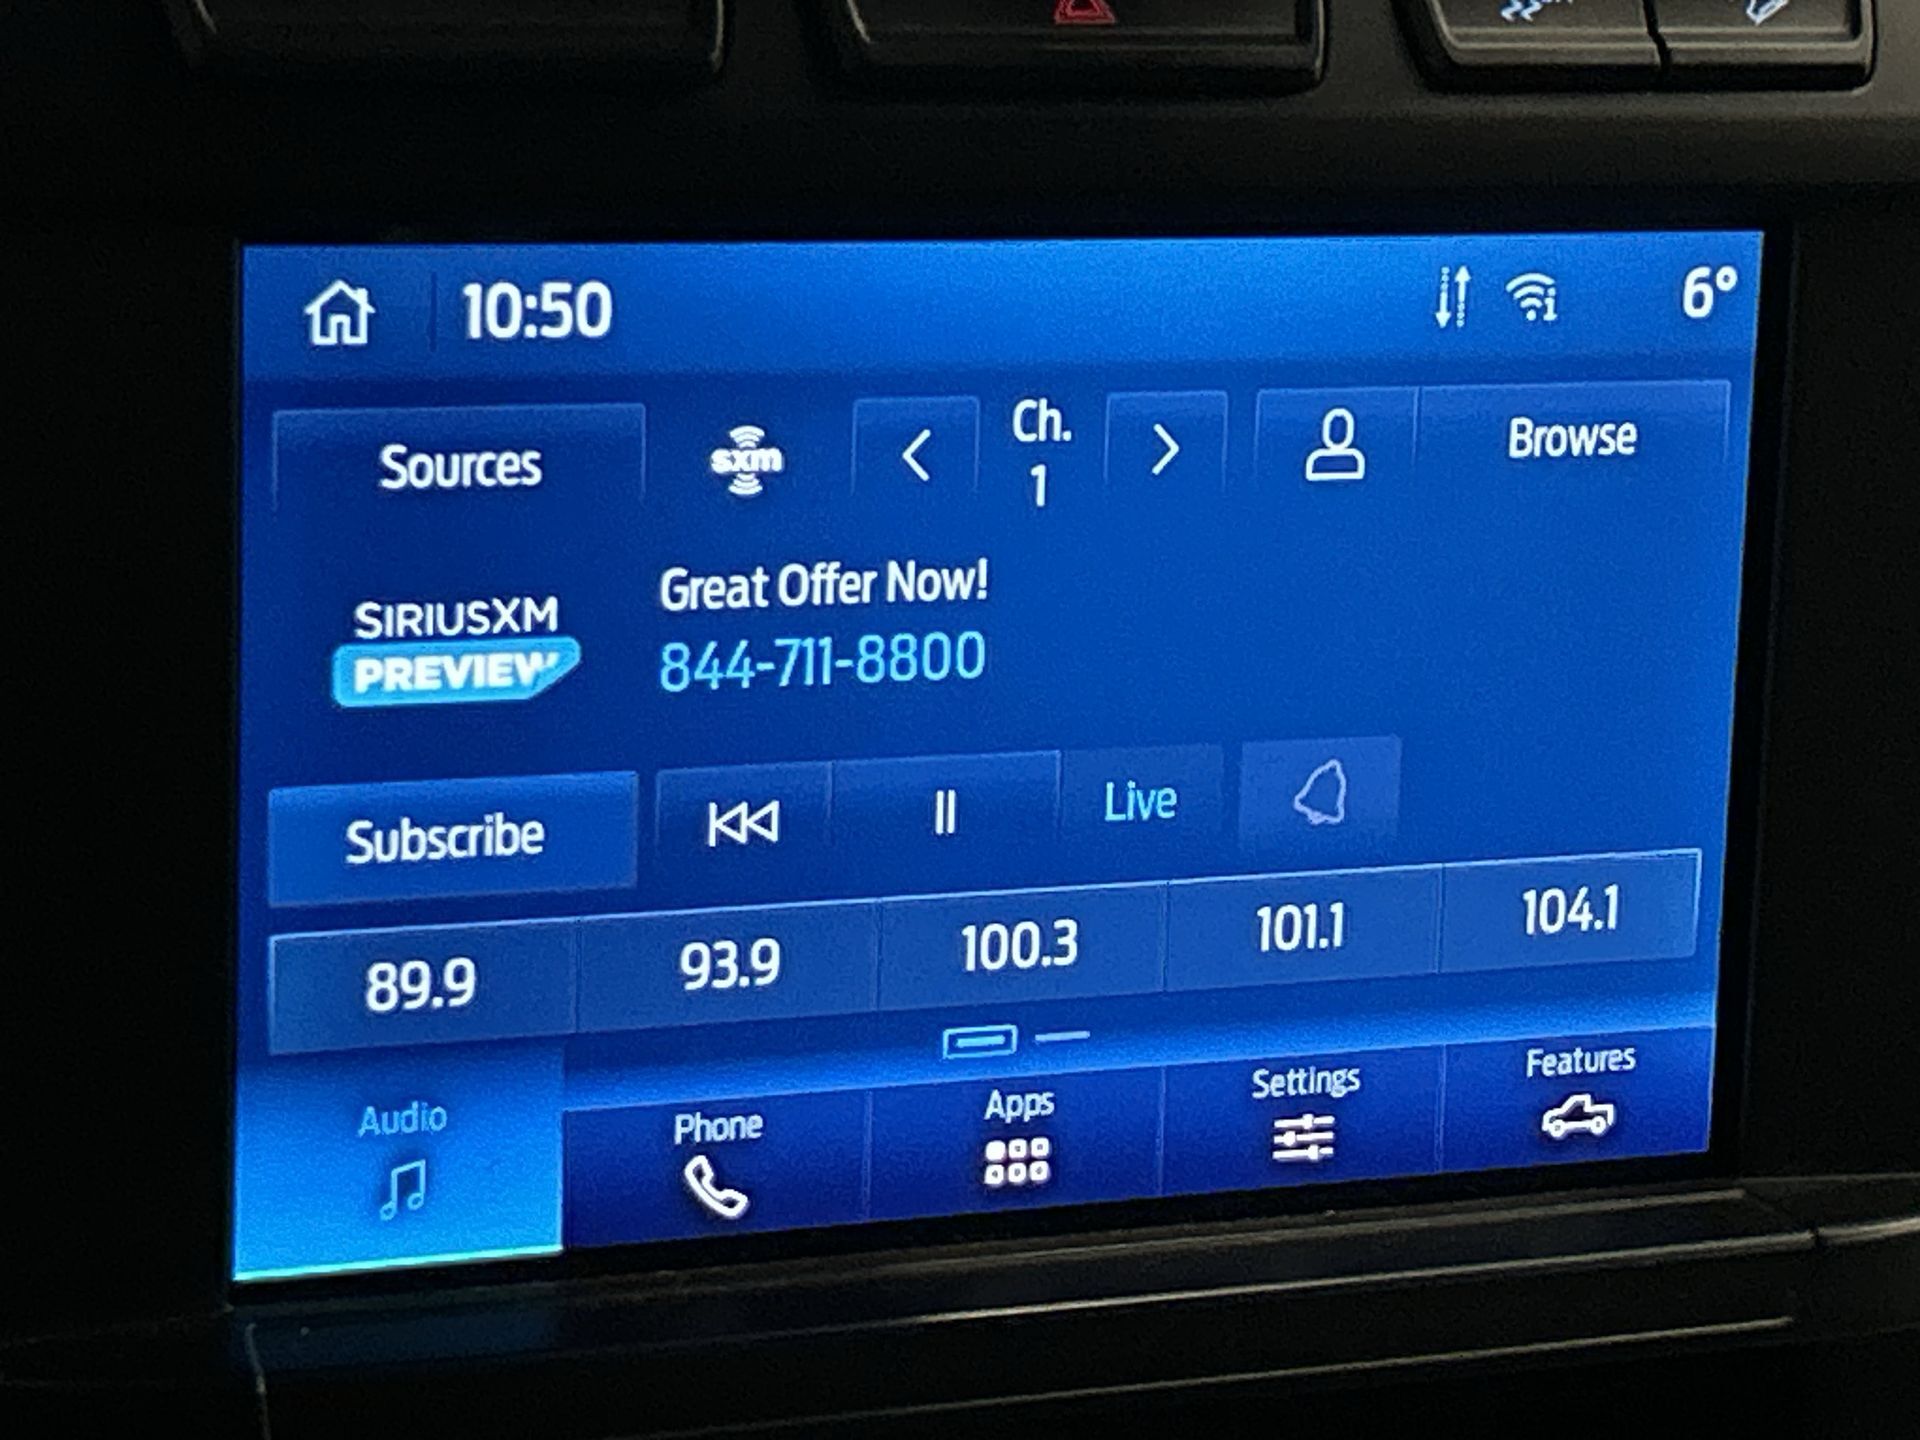 10:50
6°
Sources
sxm
Ch.
1
Browse
SIRIUSXM
PREVIEW
Great Offer Now!
844-711-8800
Subscribe
Live
89.9
93.9
100.3
101.1
104.1
Audio
Phone
Apps
Settings
Features